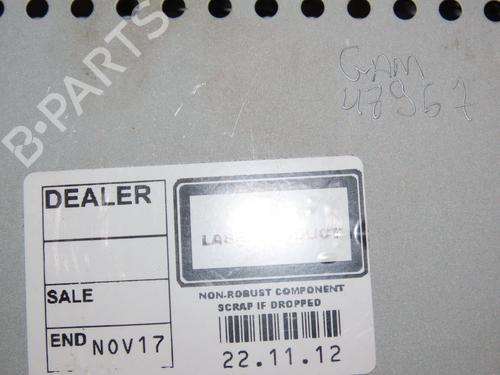 B-PARTS
GAM
47967
DEALER
SALE
NON-ROBUST COMPONENT
SCRAP IF DROPPED
END NOV17
22.11.12